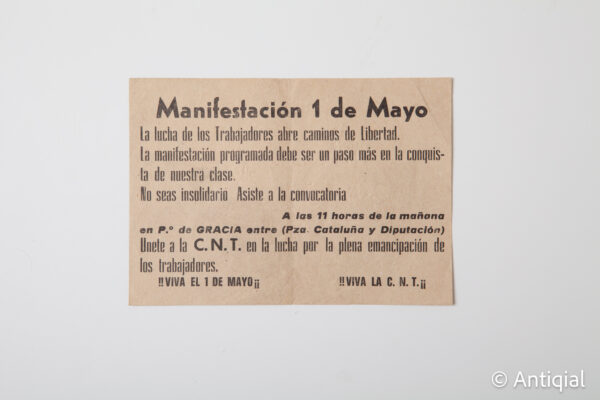 Manifestación 1 de Mayo
La lucha de los Trabajadores abre caminos de Libertad.
La manifestación programada debe ser un paso más en la conquis-
ta de nuestra clase.
No seas insolidario Asiste a la convocatoria
A las 11 horas de la mañana
en P.º de GRACIA entre (Pza. Cataluña y Diputación)
Unete a la C.N.T. en la lucha por la plena emancipación de
los trabajadores.
!!VIVA EL 1 DE MAYO¡¡ !!VIVA LA C. N. T.¡¡
© Antiqial